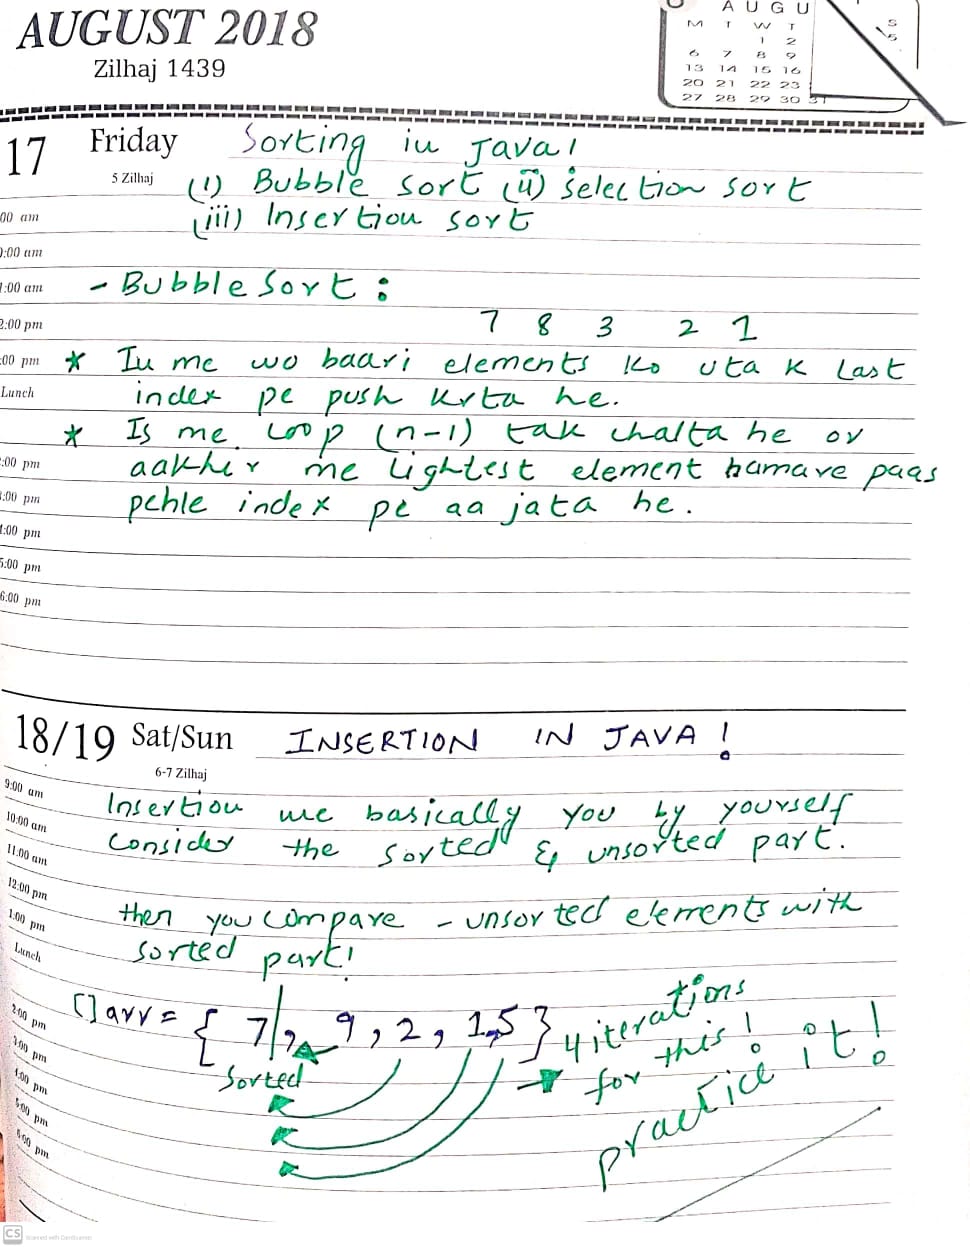 AUGUST 2018
Zilhaj 1439
A U G U
M T W T
1 2
6 7 8 9
13 14 15 16
20 21 22 23
27 28 29 30 31
17 Friday Sorting in Java!
5 Zilhaj (i) Bubble sort (ii) selection sort
00 am (iii) Insertion sort
0:00 am
1:00 am - Bubble Sort :
2:00 pm 7 8 3 2 1
:00 pm * In me wo baari elements ko uta k last
Lunch index pe push krta he.
* Is me loop (n-1) tak chalta he or
:00 pm aakhir me lightest element hamare paas
:00 pm pehle index pe aa jata he.
4:00 pm
5:00 pm
6:00 pm
18/19 Sat/Sun INSERTION IN JAVA !
6-7 Zilhaj
9:00 am Insertion me basically you by yourself
10:00 am consider the sorted & unsorted part.
11:00 am
12:00 pm then you compare - unsorted elements with
1:00 pm sorted part!
Lunch
2:00 pm [] arr = { 7 |, 9, 2, 1, 5 } 4 iterations
3:00 pm Sorted for this !
4:00 pm practice it !
5:00 pm
6:00 pm
CS Scanned with CamScanner